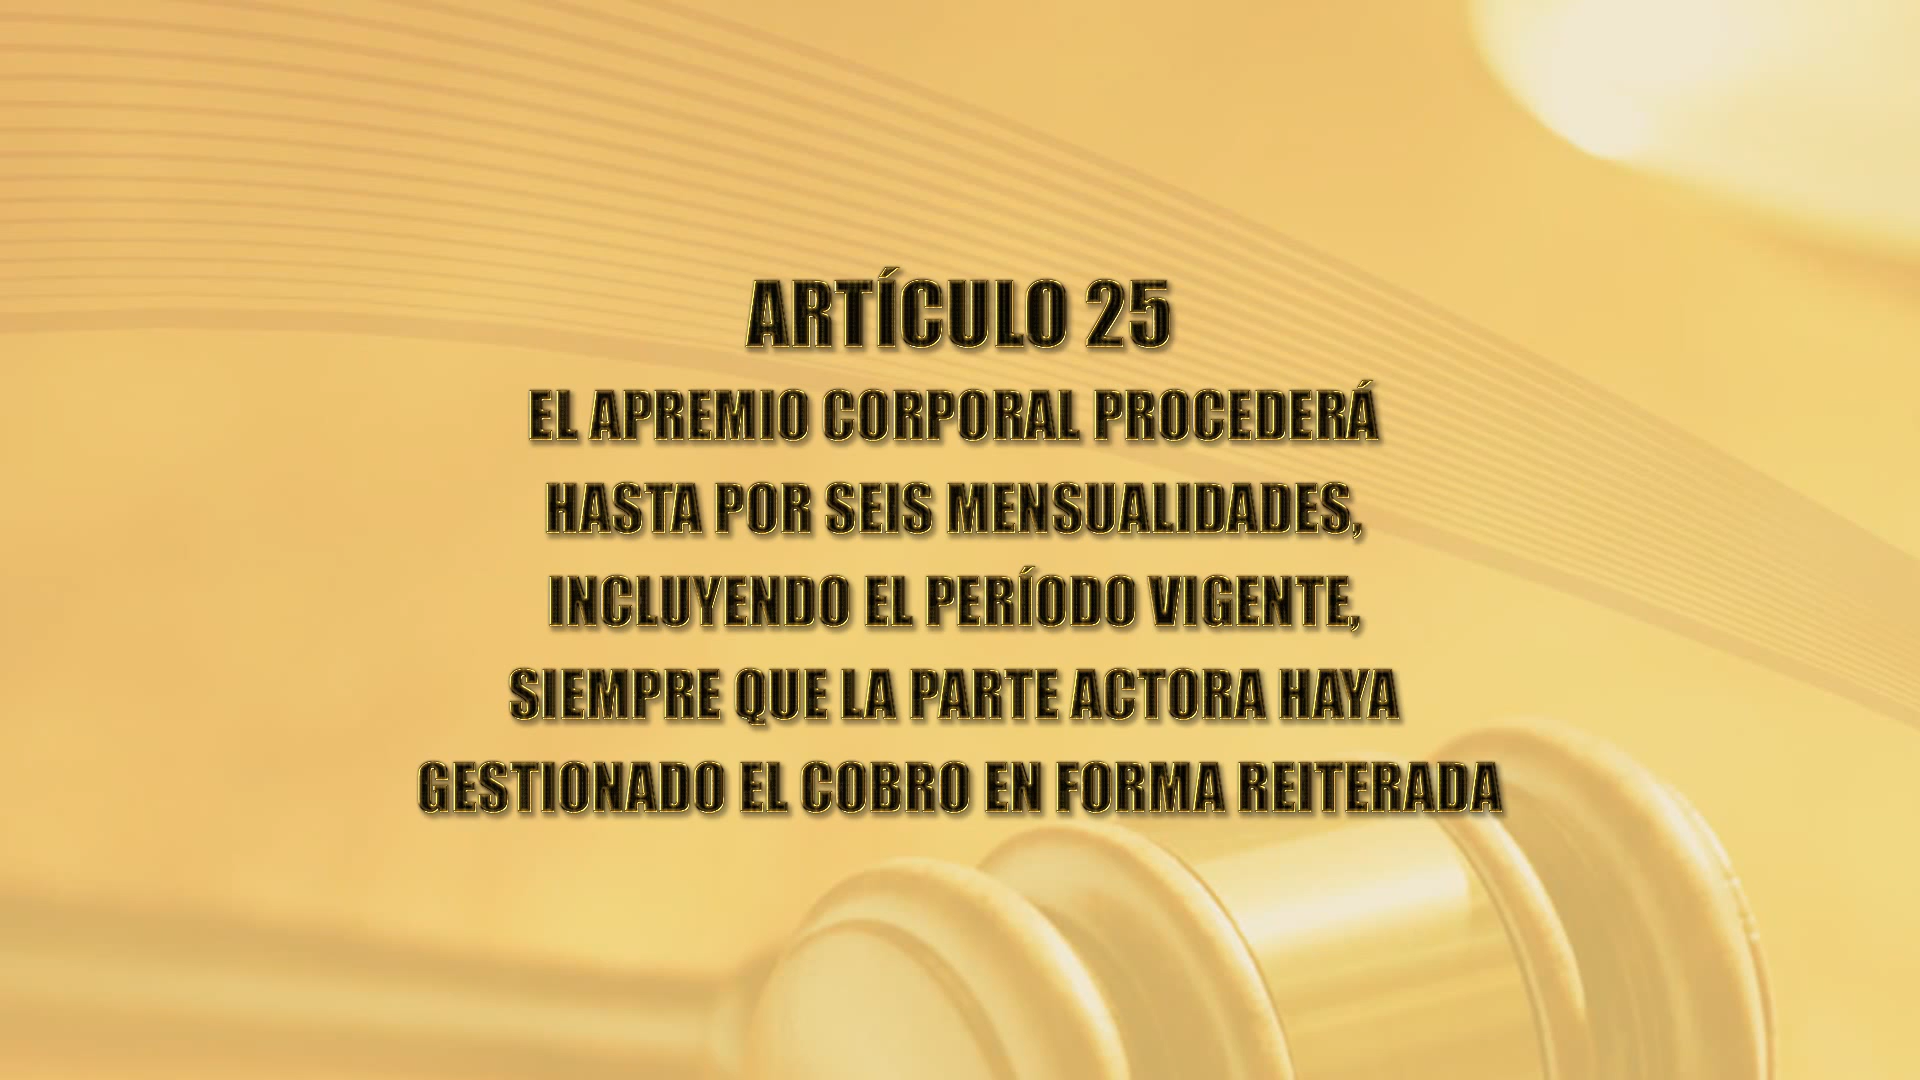 ARTÍCULO 25
EL APREMIO CORPORAL PROCEDERÁ
HASTA POR SEIS MENSUALIDADES,
INCLUYENDO EL PERÍODO VIGENTE,
SIEMPRE QUE LA PARTE ACTORA HAYA
GESTIONADO EL COBRO EN FORMA REITERADA